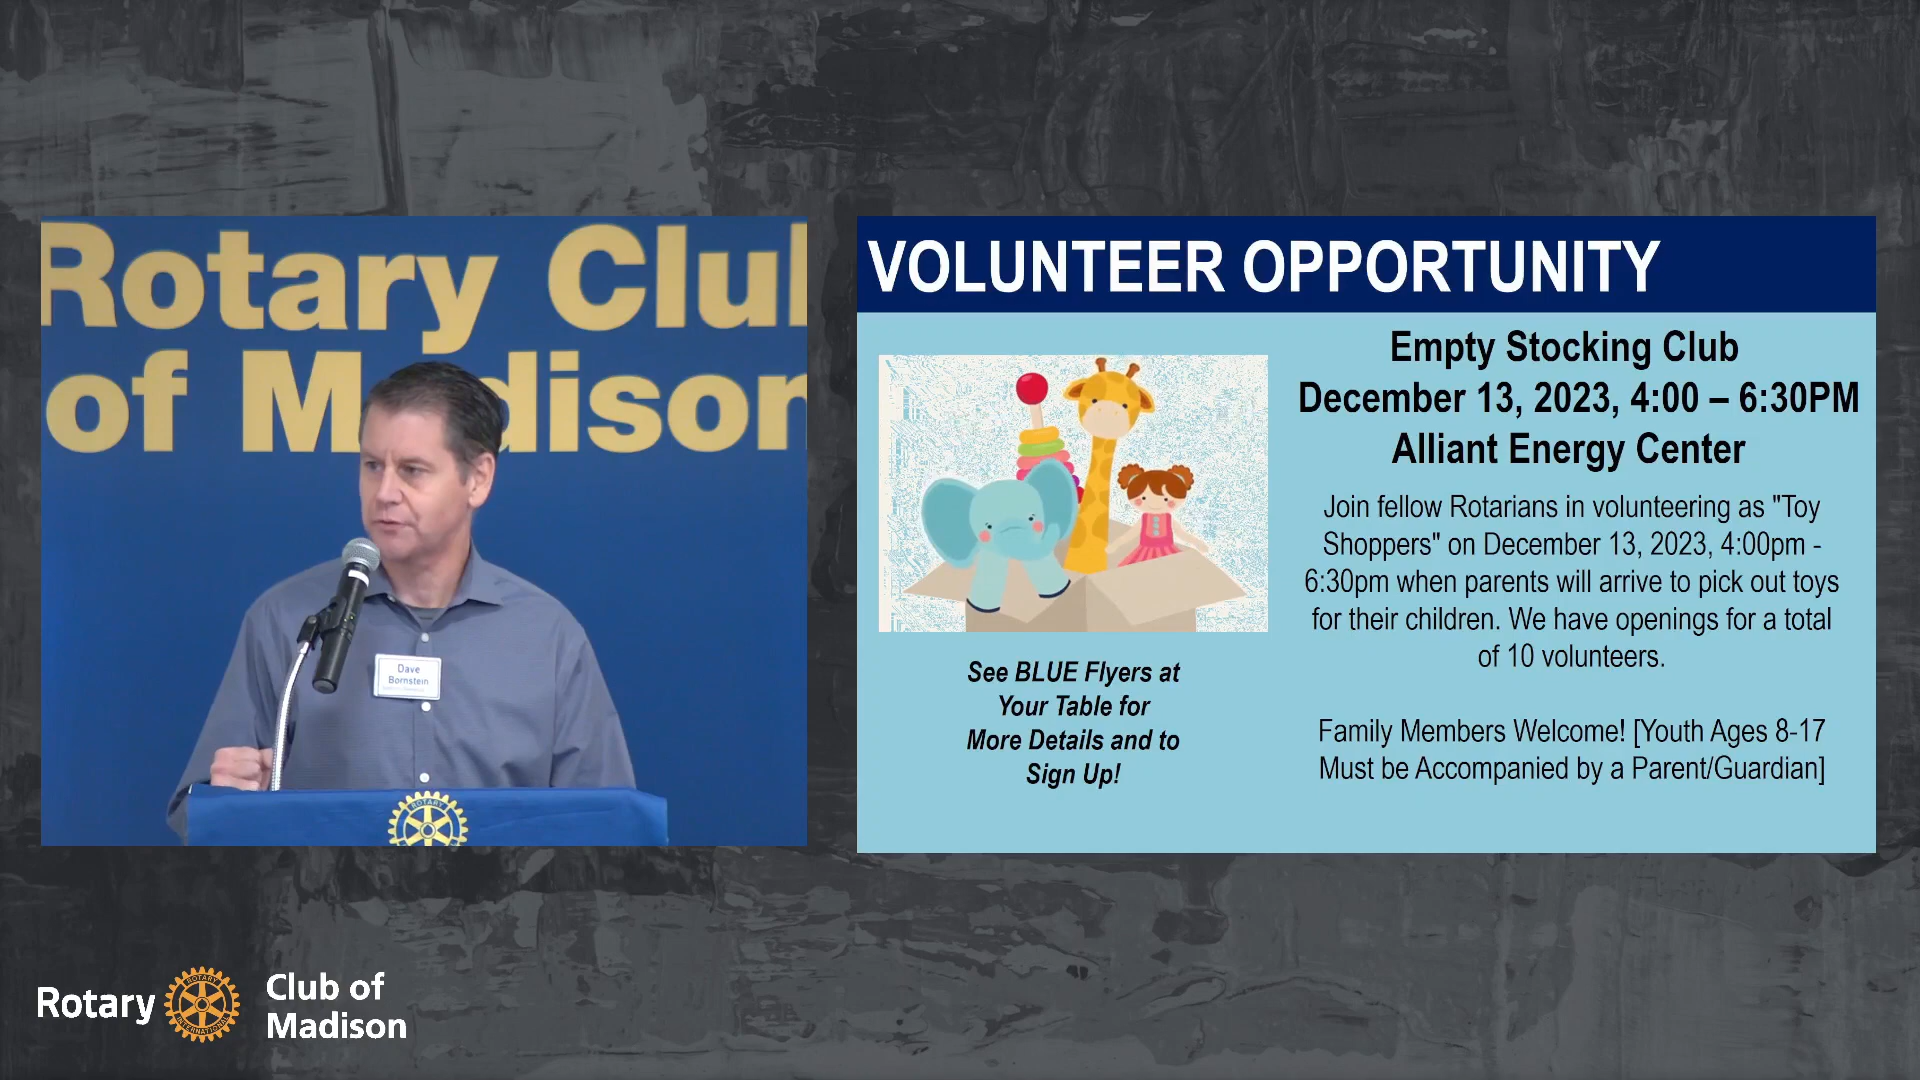 Rotary Clu
of M dison
Dave
Bornstein
ROTARY
VOLUNTEER OPPORTUNITY
Empty Stocking Club
December 13, 2023, 4:00 – 6:30PM
Alliant Energy Center
Join fellow Rotarians in volunteering as "Toy
Shoppers" on December 13, 2023, 4:00pm -
6:30pm when parents will arrive to pick out toys
for their children. We have openings for a total
of 10 volunteers.
Family Members Welcome! [Youth Ages 8-17
Must be Accompanied by a Parent/Guardian]
See BLUE Flyers at
Your Table for
More Details and to
Sign Up!
Rotary
ROTARY
INTERNATIONAL
Club of
Madison